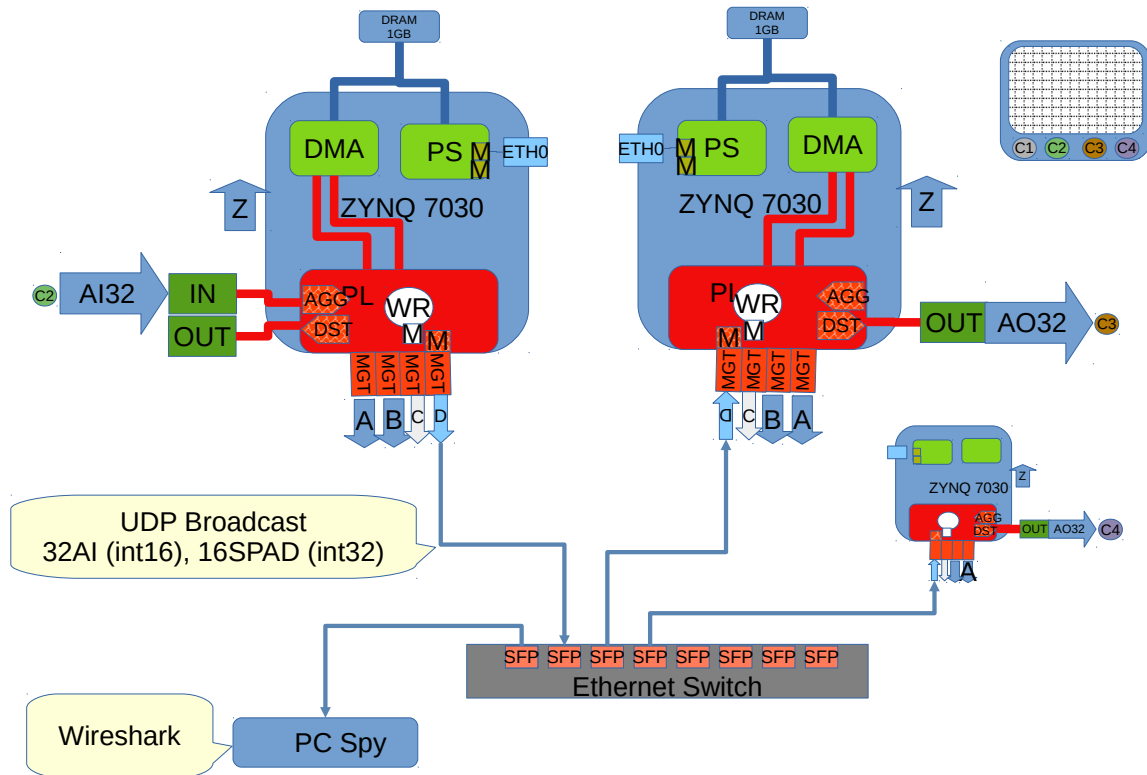 DRAM
1GB
DMA
PS
M
M
ETH0
Z
ZYNQ 7030
C2
AI32
IN
OUT
AGG
PL
DST
WR
M
M
MGT
MGT
MGT
MGT
A
B
C
D
DRAM
1GB
ETH0
M
M
PS
DMA
ZYNQ 7030
Z
PL
WR
AGG
DST
M
M
MGT
MGT
MGT
MGT
D
C
B
A
OUT
AO32
C3
C1
C2
C3
C4
ZYNQ 7030
Z
AGG
DST
OUT
AO32
C4
A
UDP Broadcast
32AI (int16), 16SPAD (int32)
SFP SFP SFP SFP SFP SFP SFP SFP
Ethernet Switch
Wireshark
PC Spy